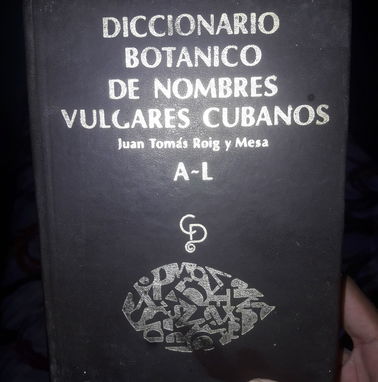 DICCIONARIO
BOTANICO
DE NOMBRES
VULGARES CUBANOS
Juan Tomás Roig y Mesa
A-L